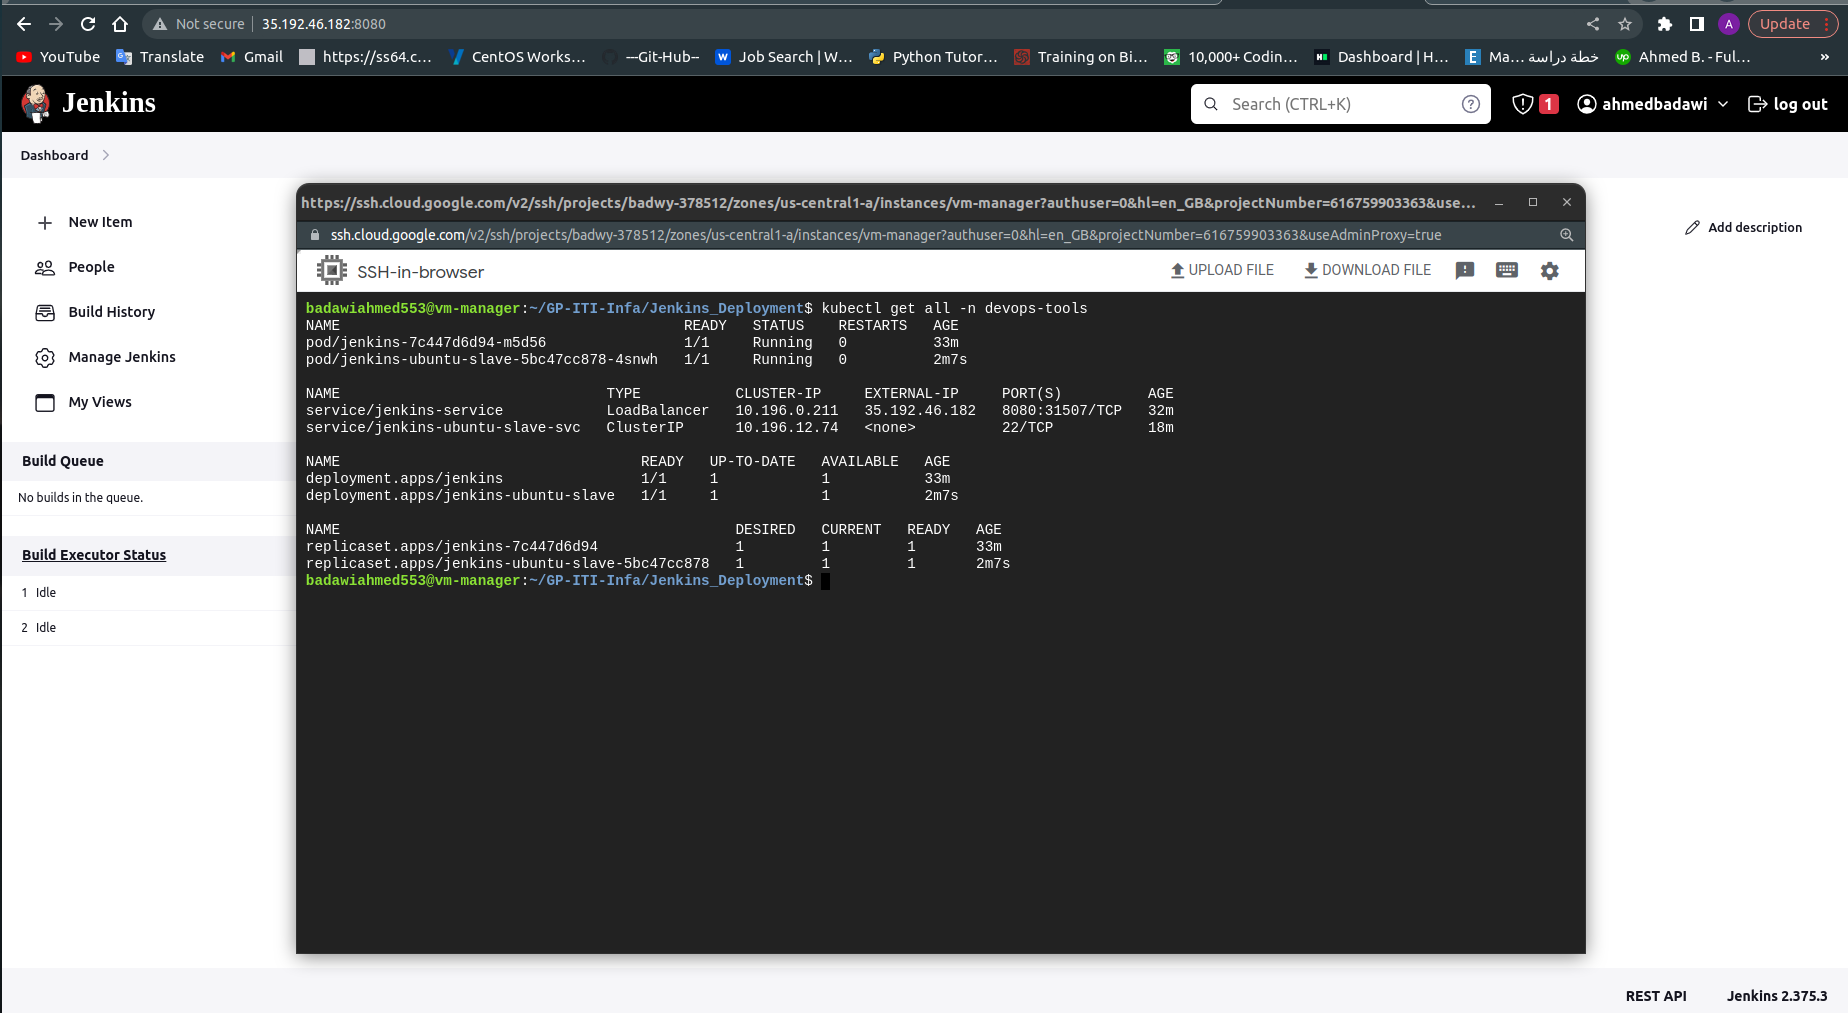 Not secure | 35.192.46.182:8080
A
Update
YouTube Translate Gmail https://ss64.c... CentOS Works... ---Git-Hub-- Job Search | W... Python Tutor... Training on Bi... 10,000+ Codin... Dashboard | H... Ma... خطة دراسة Ahmed B. - Ful... »
Jenkins
Search (CTRL+K)
?
1
ahmedbadawi
log out
Dashboard
New Item
People
Build History
Manage Jenkins
My Views
Build Queue
No builds in the queue.
Build Executor Status
1 Idle
2 Idle
Add description
https://ssh.cloud.google.com/v2/ssh/projects/badwy-378512/zones/us-central1-a/instances/vm-manager?authuser=0&hl=en_GB&projectNumber=616759903363&use...
ssh.cloud.google.com/v2/ssh/projects/badwy-378512/zones/us-central1-a/instances/vm-manager?authuser=0&hl=en_GB&projectNumber=616759903363&useAdminProxy=true
SSH-in-browser
UPLOAD FILE
DOWNLOAD FILE
badawiahmed553@vm-manager:~/GP-ITI-Infa/Jenkins_Deployment$ kubectl get all -n devops-tools
NAME READY STATUS RESTARTS AGE
pod/jenkins-7c447d6d94-m5d56 1/1 Running 0 33m
pod/jenkins-ubuntu-slave-5bc47cc878-4snwh 1/1 Running 0 2m7s
NAME TYPE CLUSTER-IP EXTERNAL-IP PORT(S) AGE
service/jenkins-service LoadBalancer 10.196.0.211 35.192.46.182 8080:31507/TCP 32m
service/jenkins-ubuntu-slave-svc ClusterIP 10.196.12.74 <none> 22/TCP 18m
NAME READY UP-TO-DATE AVAILABLE AGE
deployment.apps/jenkins 1/1 1 1 33m
deployment.apps/jenkins-ubuntu-slave 1/1 1 1 2m7s
NAME DESIRED CURRENT READY AGE
replicaset.apps/jenkins-7c447d6d94 1 1 1 33m
replicaset.apps/jenkins-ubuntu-slave-5bc47cc878 1 1 1 2m7s
badawiahmed553@vm-manager:~/GP-ITI-Infa/Jenkins_Deployment$
REST API
Jenkins 2.375.3